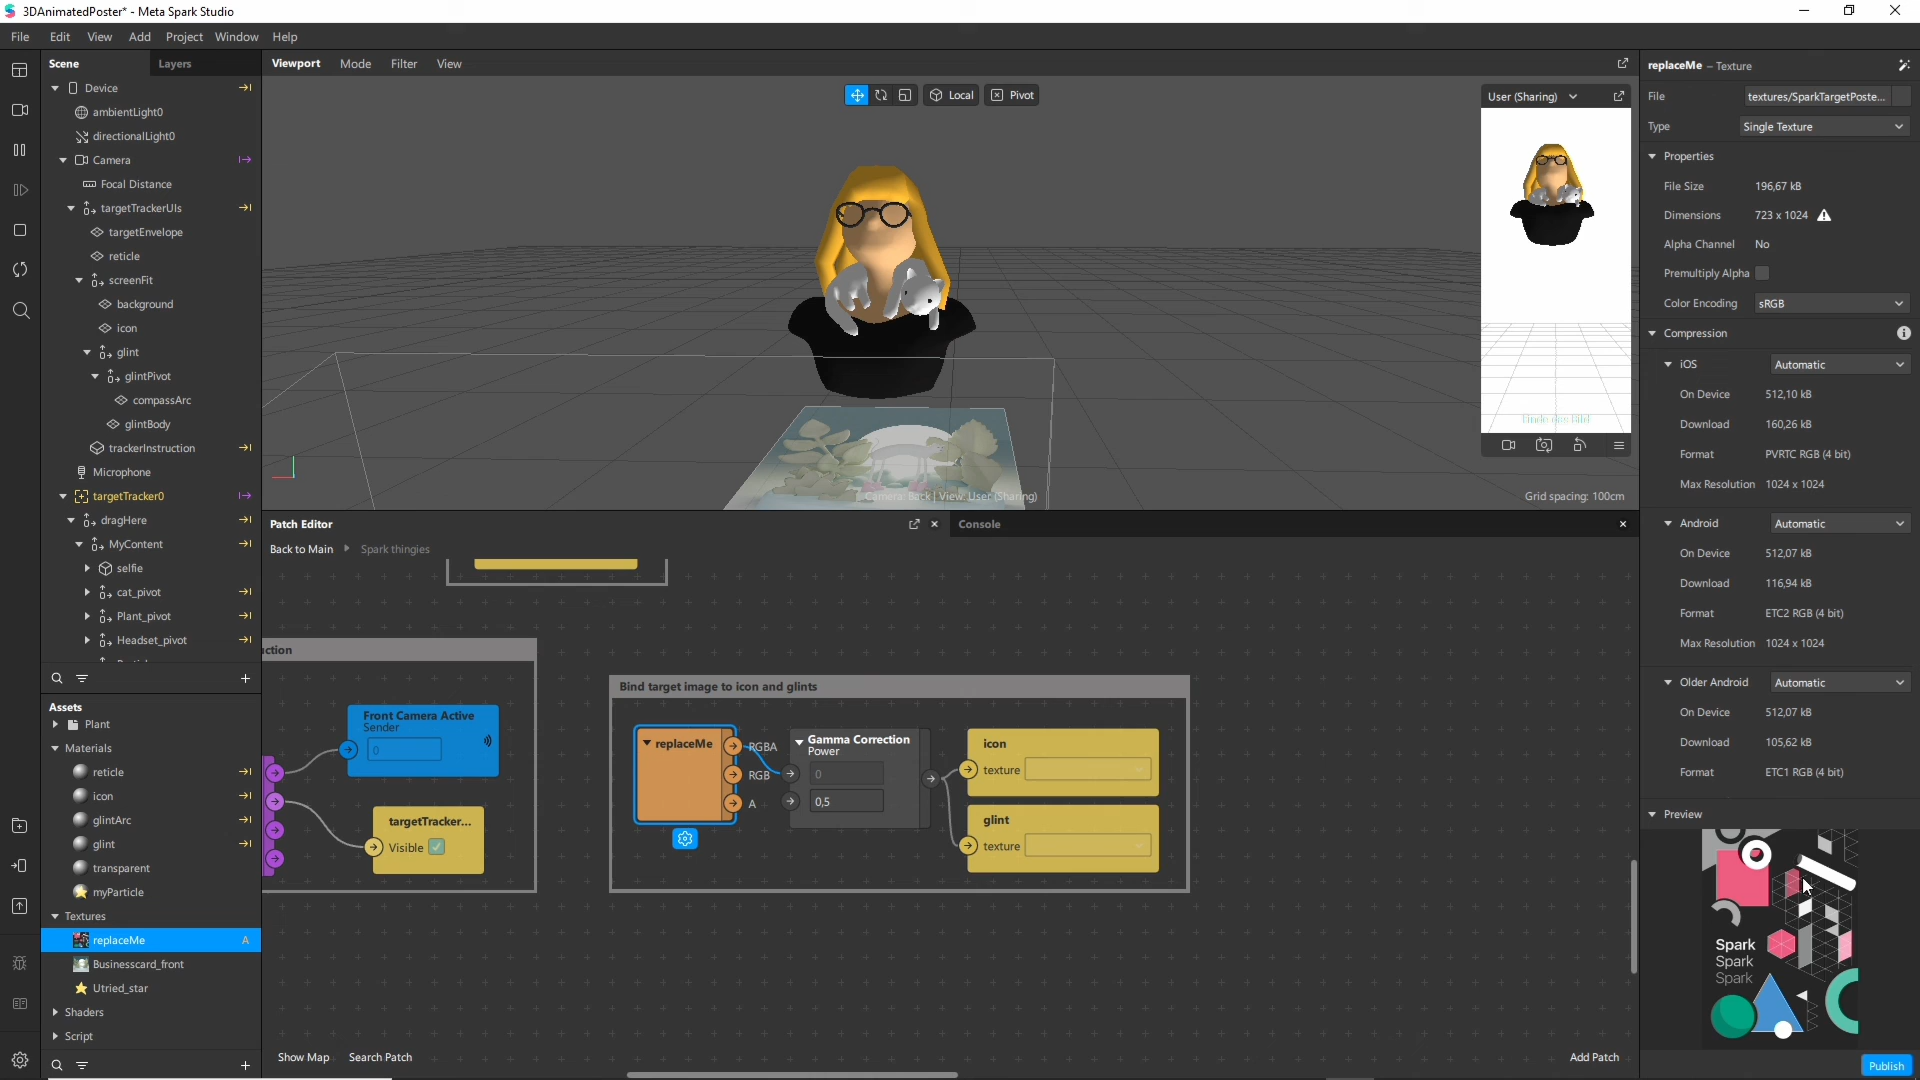 3DAnimatedPoster* - Meta Spark Studio
File Edit View Add Project Window Help
Scene Layers
Device
ambientLight0
directionalLight0
Camera
Focal Distance
targetTrackerUIs
targetEnvelope
reticle
screenFit
background
icon
glint
glintPivot
compassArc
glintBody
trackerInstruction
Microphone
targetTracker0
dragHere
MyContent
selfie
cat_pivot
Plant_pivot
Headset_pivot
Assets
Plant
Materials
reticle
icon
glintArc
glint
transparent
myParticle
Textures
replaceMe A
Businesscard_front
Utried_star
Shaders
Script
Viewport Mode Filter View
Local Pivot
User (Sharing)
Finde das Bild
Camera: Back | View: User (Sharing)
Grid spacing: 100cm
Patch Editor
Console
Back to Main Spark thingies
uction
Front Camera Active
Sender
0
targetTracker...
Visible
Bind target image to icon and glints
replaceMe
RGBA
RGB
A
Gamma Correction
Power
0
0,5
icon
texture
glint
texture
Show Map Search Patch
Add Patch
replaceMe – Texture
File textures/SparkTargetPoste...
Type Single Texture
Properties
File Size 196,67 kB
Dimensions 723 x 1024
Alpha Channel No
Premultiply Alpha
Color Encoding sRGB
Compression
iOS Automatic
On Device 512,10 kB
Download 160,26 kB
Format PVRTC RGB (4 bit)
Max Resolution 1024 x 1024
Android Automatic
On Device 512,07 kB
Download 116,94 kB
Format ETC2 RGB (4 bit)
Max Resolution 1024 x 1024
Older Android Automatic
On Device 512,07 kB
Download 105,62 kB
Format ETC1 RGB (4 bit)
Preview
Spark
Spark
Spark
Publish